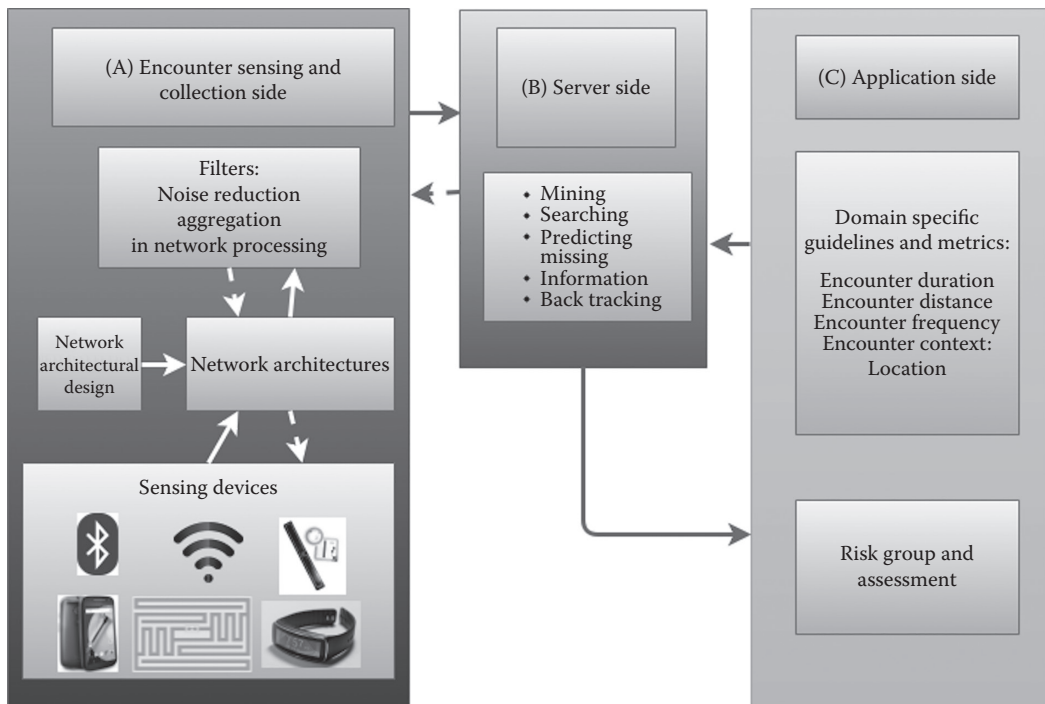 (A) Encounter sensing and
collection side
Filters:
Noise reduction
aggregation
in network processing
Network
architectural
design
Network architectures
Sensing devices
(B) Server side
• Mining
• Searching
• Predicting
missing
• Information
• Back tracking
(C) Application side
Domain specific
guidelines and metrics:
Encounter duration
Encounter distance
Encounter frequency
Encounter context:
Location
Risk group and
assessment